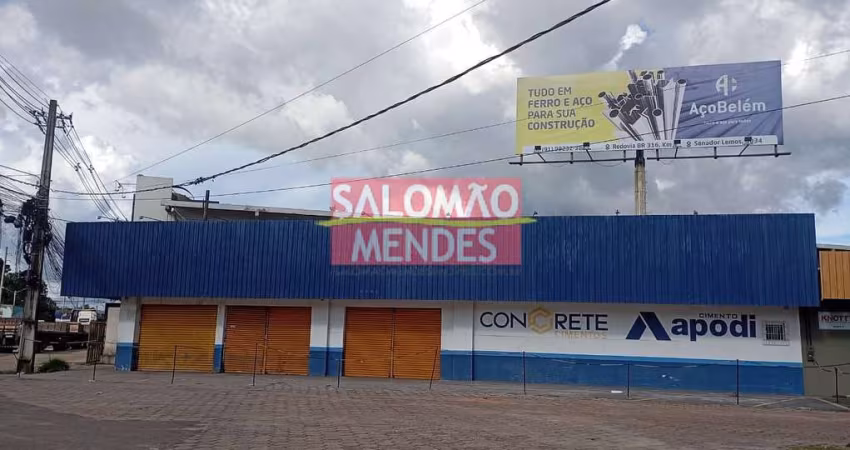 TUDO EM
FERRO E AÇO
PARA SUA
CONSTRUÇÃO
AçoBelém
Rodovia BR 316, Km
Senador Lemos,
SALOMÃO
MENDES
CONCRETE
CIMENTOS
CIMENTO
Apodi